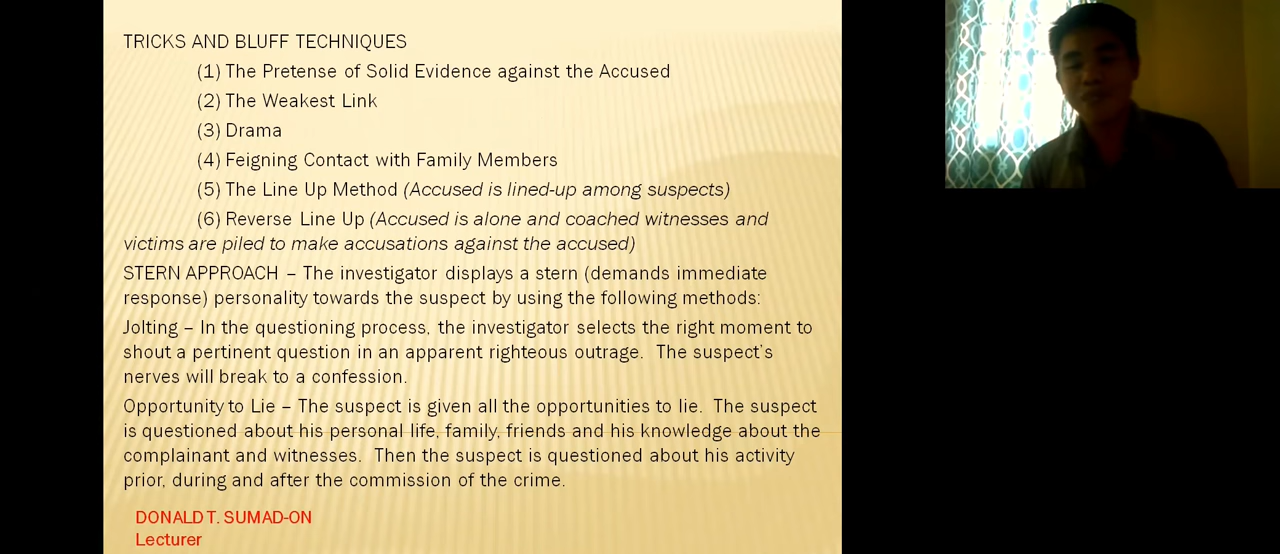 TRICKS AND BLUFF TECHNIQUES
(1) The Pretense of Solid Evidence against the Accused
(2) The Weakest Link
(3) Drama
(4) Feigning Contact with Family Members
(5) The Line Up Method (Accused is lined-up among suspects)
(6) Reverse Line Up (Accused is alone and coached witnesses and
victims are piled to make accusations against the accused)
STERN APPROACH – The investigator displays a stern (demands immediate
response) personality towards the suspect by using the following methods:
Jolting – In the questioning process, the investigator selects the right moment to
shout a pertinent question in an apparent righteous outrage. The suspect's
nerves will break to a confession.
Opportunity to Lie – The suspect is given all the opportunities to lie. The suspect
is questioned about his personal life, family, friends and his knowledge about the
complainant and witnesses. Then the suspect is questioned about his activity
prior, during and after the commission of the crime.
DONALD T. SUMAD-ON
Lecturer